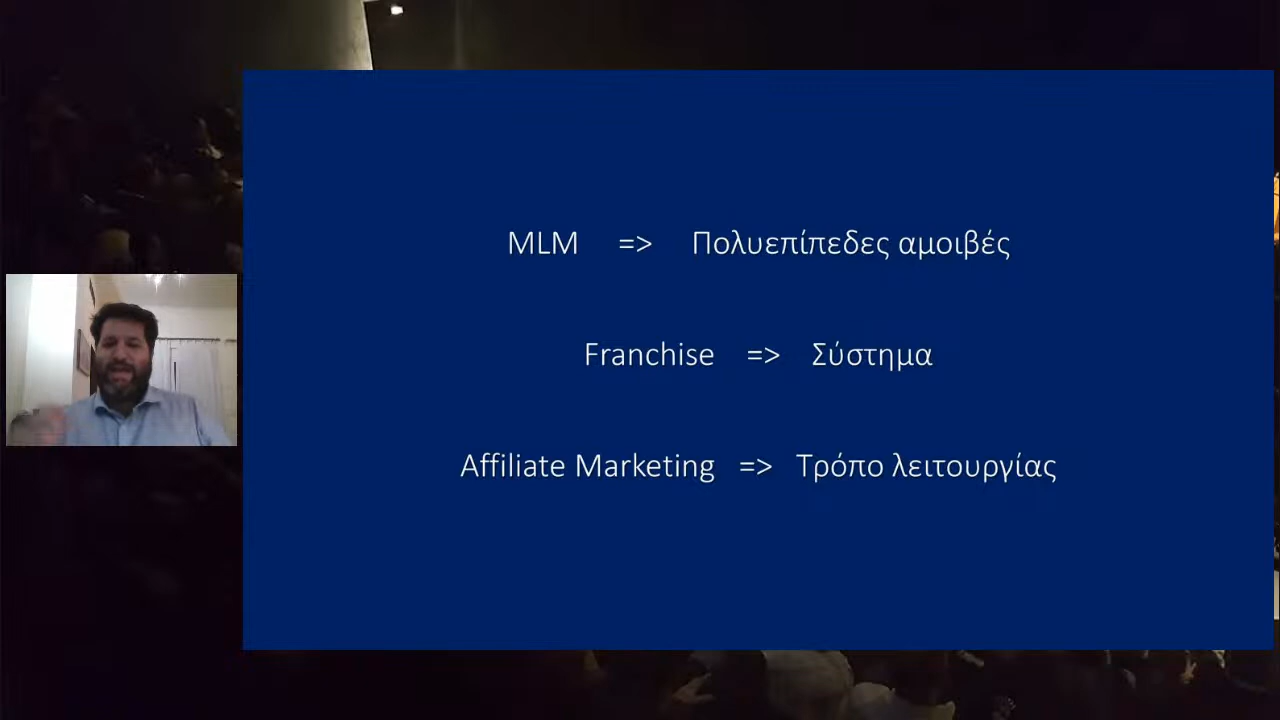 MLM => Πολυεπίπεδες αμοιβές
Franchise => Σύστημα
Affiliate Marketing => Τρόπο λειτουργίας